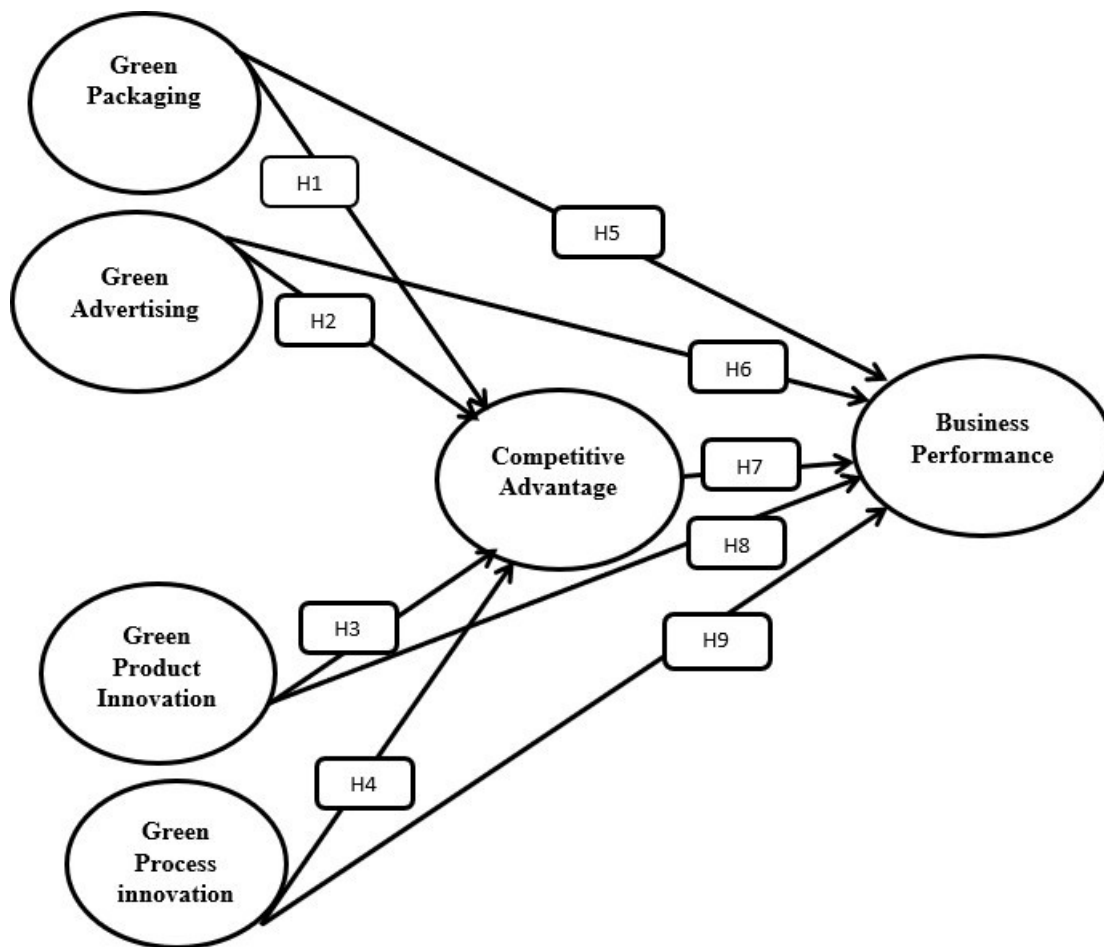 Green
Packaging
H1
H5
Green
Advertising
H2
H6
Business
Performance
Competitive
Advantage
H7
H8
Green
Product
Innovation
H3
H9
H4
Green
Process
innovation